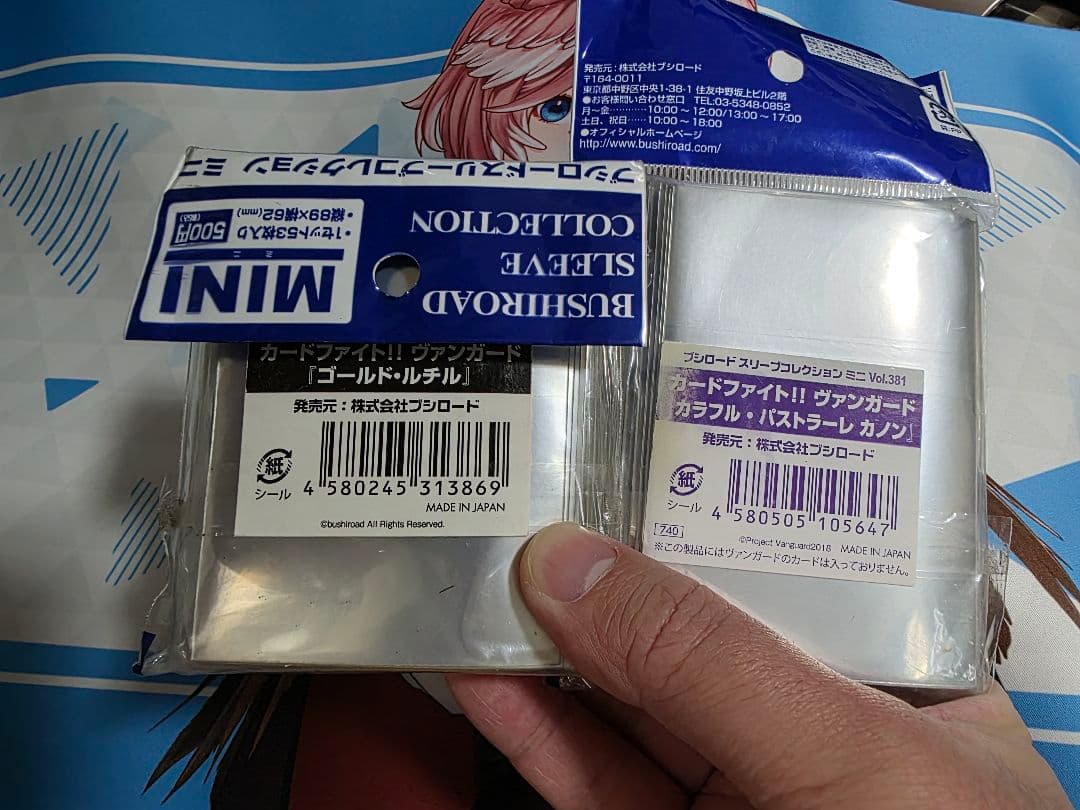 発売元:株式会社ブシロード
〒164-0011
東京都中野区中央1-38-1 住友中野坂上ビル2階
●お客様問い合わせ窓口 TEL.03-5348-0852
月〜金…………10:00 〜 12:00/13:00 〜 17:00
土日、祝日……10:00 〜 18:00
●オフィシャルホームページ
http://www.bushiroad.com/
ブシロードスリーブコレクション ミニ
BUSHIROAD
SLEEVE
COLLECTION
MINI
ミニ
・1セット53枚入り
・縦89×横62(mm)
500円
(税込)
カードファイト!! ヴァンガード
『ゴールド・ルチル』
発売元:株式会社ブシロード
紙
シール
4 580245 313869
MADE IN JAPAN
©bushiroad All Rights Reserved.
ブシロード スリーブコレクション ミニ Vol.381
カードファイト!! ヴァンガード
カラフル・パストラーレ カノン』
発売元:株式会社ブシロード
紙
シール
4 580505 105647
740
©Project Vanguard2018 MADE IN JAPAN
※この製品にはヴァンガードのカードは入っておりません。